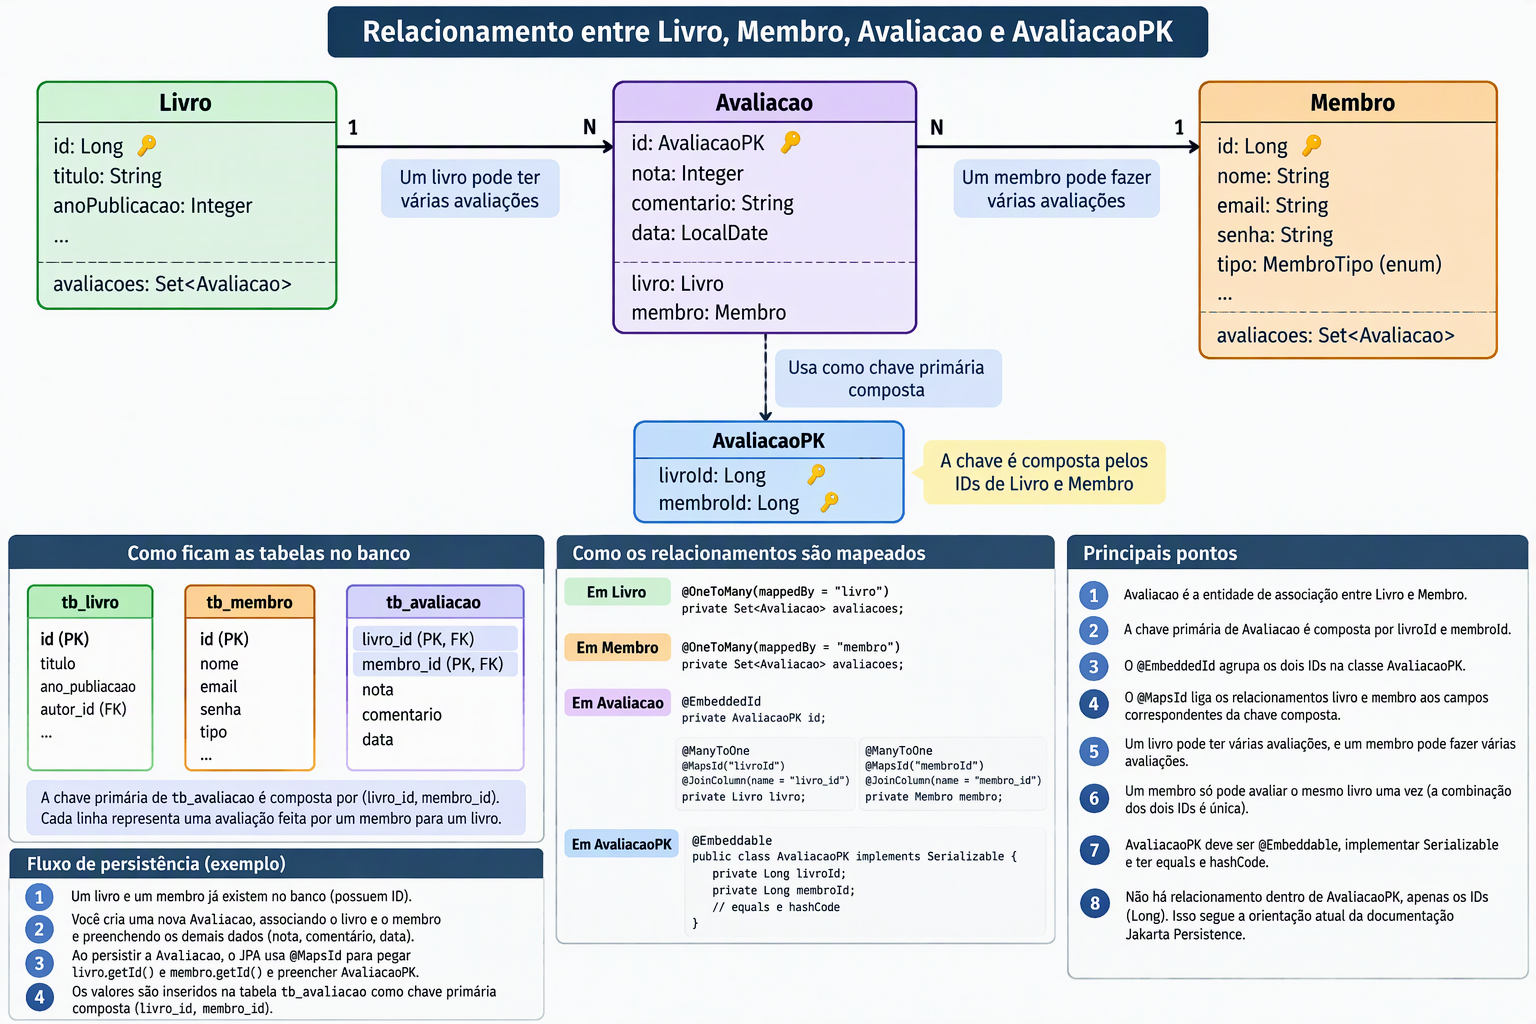 Relacionamento entre Livro, Membro, Avaliacao e AvaliacaoPK
Livro
id: Long
titulo: String
anoPublicacao: Integer
...
avaliacoes: Set<Avaliacao>
1
N
Um livro pode ter
várias avaliações
Avaliacao
id: AvaliacaoPK
nota: Integer
comentario: String
data: LocalDate
livro: Livro
membro: Membro
N
1
Um membro pode fazer
várias avaliações
Membro
id: Long
nome: String
email: String
senha: String
tipo: MembroTipo (enum)
...
avaliacoes: Set<Avaliacao>
Usa como chave primária
composta
AvaliacaoPK
livroId: Long
membroId: Long
A chave é composta pelos
IDs de Livro e Membro
Como ficam as tabelas no banco
tb_livro
id (PK)
titulo
ano_publicaao
autor_id (FK)
...
tb_membro
id (PK)
nome
email
senha
tipo
...
tb_avaliacao
livro_id (PK, FK)
membro_id (PK, FK)
nota
comentario
data
A chave primária de tb_avaliacao é composta por (livro_id, membro_id).
Cada linha representa uma avaliação feita por um membro para um livro.
Fluxo de persistência (exemplo)
1 Um livro e um membro já existem no banco (possuem ID).
2 Você cria uma nova Avaliacao, associando o livro e o membro
e preenchendo os demais dados (nota, comentário, data).
3 Ao persistir a Avaliacao, o JPA usa @MapsId para pegar
livro.getId() e membro.getId() e preencher AvaliacaoPK.
4 Os valores são inseridos na tabela tb_avaliacao como chave primária
composta (livro_id, membro_id).
Como os relacionamentos são mapeados
Em Livro
@OneToMany(mappedBy = "livro")
private Set<Avaliacao> avaliacoes;
Em Membro
@OneToMany(mappedBy = "membro")
private Set<Avaliacao> avaliacoes;
Em Avaliacao
@EmbeddedId
private AvaliacaoPK id;
@ManyToOne
@MapsId("livroId")
@JoinColumn(name = "livro_id")
private Livro livro;
@ManyToOne
@MapsId("membroId")
@JoinColumn(name = "membro_id")
private Membro membro;
Em AvaliacaoPK
@Embeddable
public class AvaliacaoPK implements Serializable {
private Long livroId;
private Long membroId;
// equals e hashCode
}
Principais pontos
1 Avaliacao é a entidade de associação entre Livro e Membro.
2 A chave primária de Avaliacao é composta por livroId e membroId.
3 O @EmbeddedId agrupa os dois IDs na classe AvaliacaoPK.
4 O @MapsId liga os relacionamentos livro e membro aos campos
correspondentes da chave composta.
5 Um livro pode ter várias avaliações, e um membro pode fazer várias
avaliações.
6 Um membro só pode avaliar o mesmo livro uma vez (a combinação
dos dois IDs é única).
7 AvaliacaoPK deve ser @Embeddable, implementar Serializable
e ter equals e hashCode.
8 Não há relacionamento dentro de AvaliacaoPK, apenas os IDs
(Long). Isso segue a orientação atual da documentação
Jakarta Persistence.